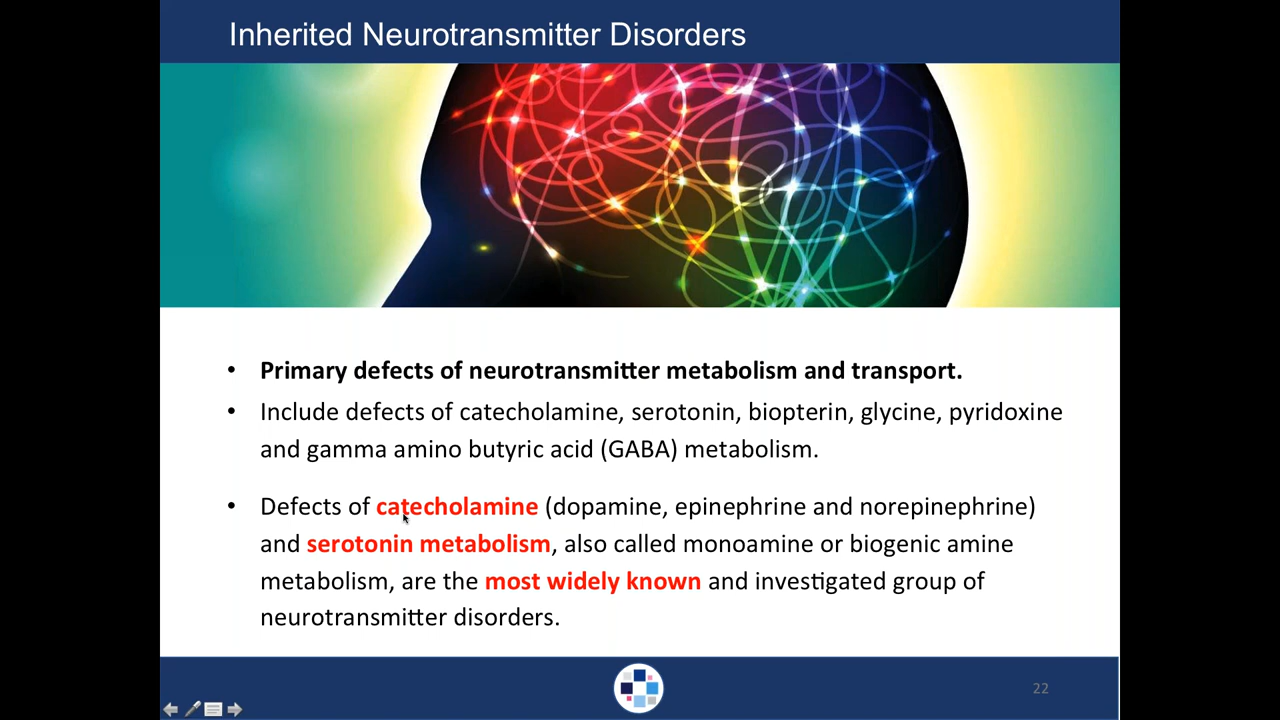 Inherited Neurotransmitter Disorders
• Primary defects of neurotransmitter metabolism and transport.
• Include defects of catecholamine, serotonin, biopterin, glycine, pyridoxine
and gamma amino butyric acid (GABA) metabolism.
• Defects of catecholamine (dopamine, epinephrine and norepinephrine)
and serotonin metabolism, also called monoamine or biogenic amine
metabolism, are the most widely known and investigated group of
neurotransmitter disorders.
22